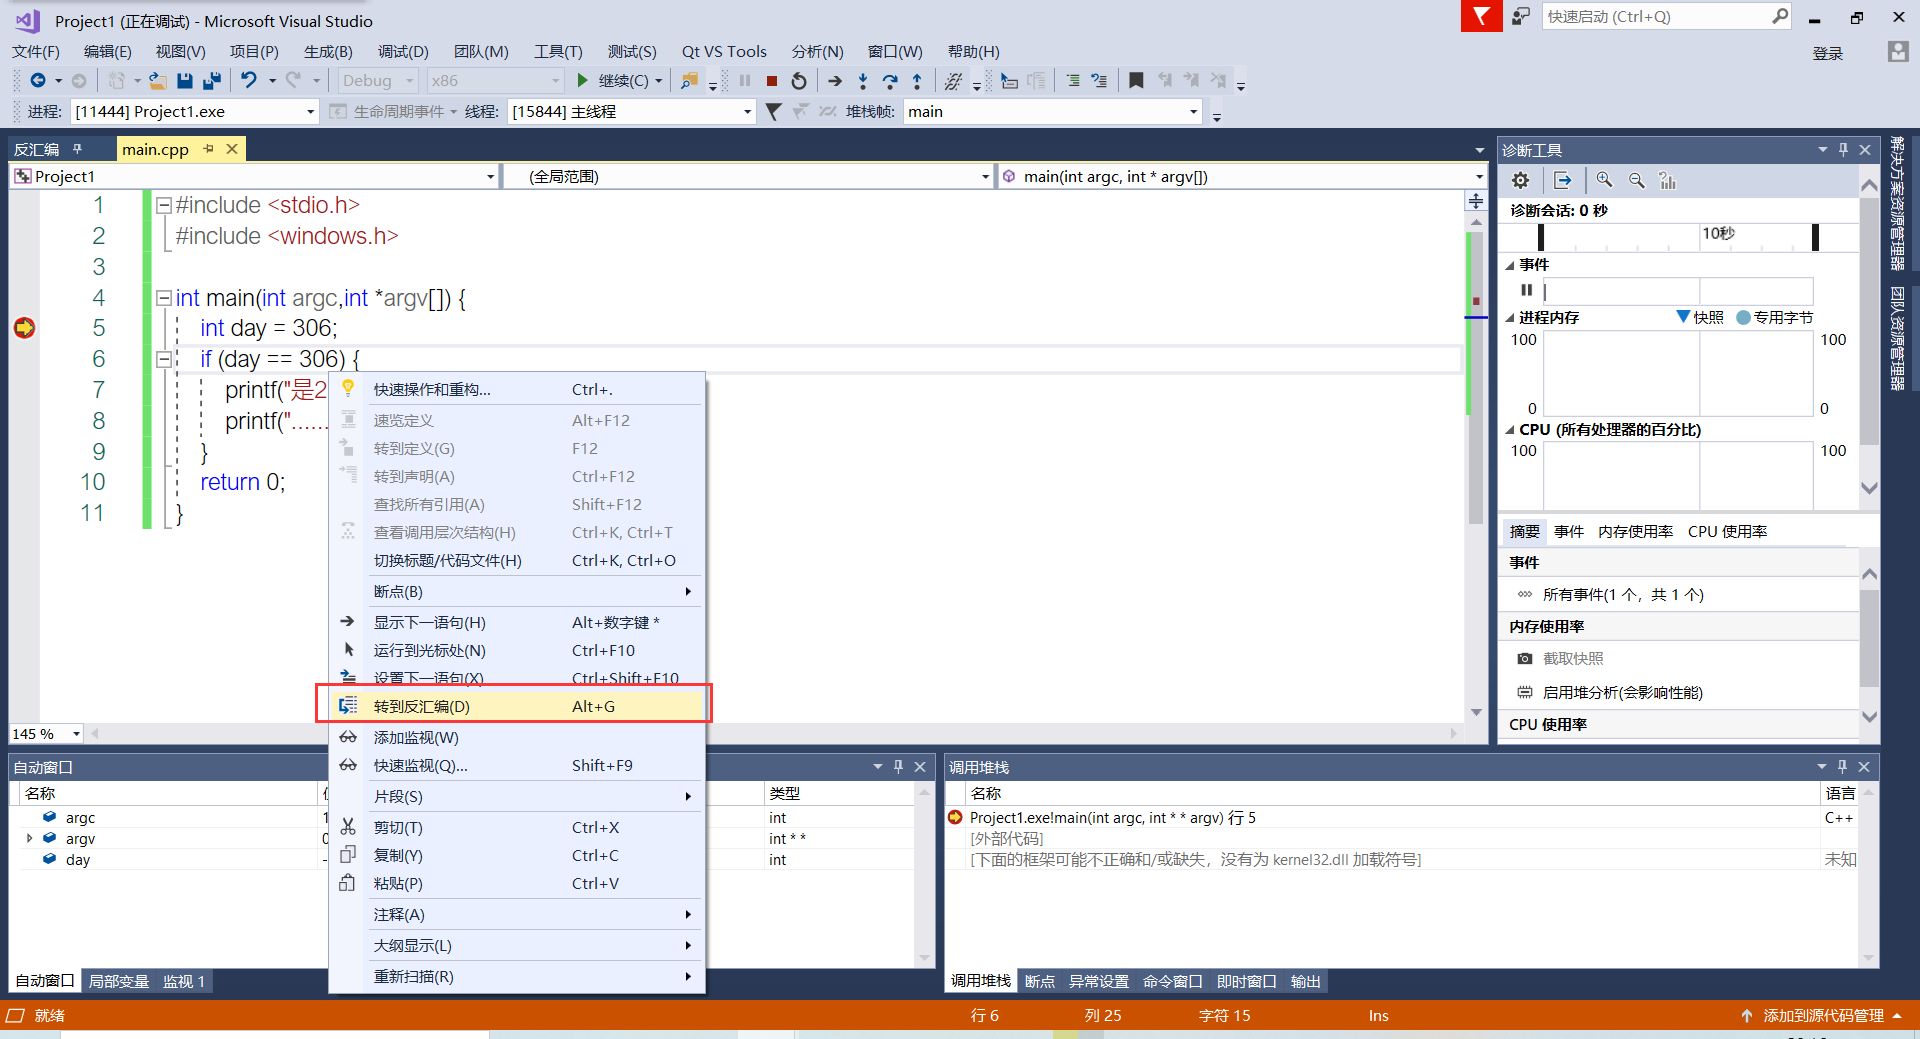 Project1 (正在调试) - Microsoft Visual Studio
快速启动 (Ctrl+Q)
文件(F) 编辑(E) 视图(V) 项目(P) 生成(B) 调试(D) 团队(M) 工具(T) 测试(S) Qt VS Tools 分析(N) 窗口(W) 帮助(H)
登录
Debug x86 继续(C)
进程: [11444] Project1.exe 生命周期事件 线程: [15844] 主线程 堆栈帧: main
反汇编 main.cpp
Project1 (全局范围) main(int argc, int * argv[])
1 #include <stdio.h>
2 #include <windows.h>
3
4 int main(int argc,int *argv[]) {
5 int day = 306;
6 if (day == 306) {
7 printf("是2
8 printf("......
9 }
10 return 0;
11 }
145 %
快速操作和重构... Ctrl+.
速览定义 Alt+F12
转到定义(G) F12
转到声明(A) Ctrl+F12
查找所有引用(A) Shift+F12
查看调用层次结构(H) Ctrl+K, Ctrl+T
切换标题/代码文件(H) Ctrl+K, Ctrl+O
断点(B)
显示下一语句(H) Alt+数字键 *
运行到光标处(N) Ctrl+F10
设置下一语句(X) Ctrl+Shift+F10
转到反汇编(D) Alt+G
添加监视(W)
快速监视(Q)... Shift+F9
片段(S)
剪切(T) Ctrl+X
复制(Y) Ctrl+C
粘贴(P) Ctrl+V
注释(A)
大纲显示(L)
重新扫描(R)
诊断工具
诊断会话: 0 秒
10秒
事件
进程内存 快照 专用字节
100 100
0 0
CPU (所有处理器的百分比)
100 100
摘要 事件 内存使用率 CPU 使用率
事件
所有事件(1 个，共 1 个)
内存使用率
截取快照
启用堆分析(会影响性能)
CPU 使用率
解决方案资源管理器
团队资源管理器
自动窗口
名称 类型
argc 1 int
argv 0 int * *
day - int
自动窗口 局部变量 监视 1
调用堆栈
名称 语言
Project1.exe!main(int argc, int * * argv) 行 5 C++
[外部代码]
[下面的框架可能不正确和/或缺失，没有为 kernel32.dll 加载符号] 未知
调用堆栈 断点 异常设置 命令窗口 即时窗口 输出
就绪 行 6 列 25 字符 15 Ins 添加到源代码管理